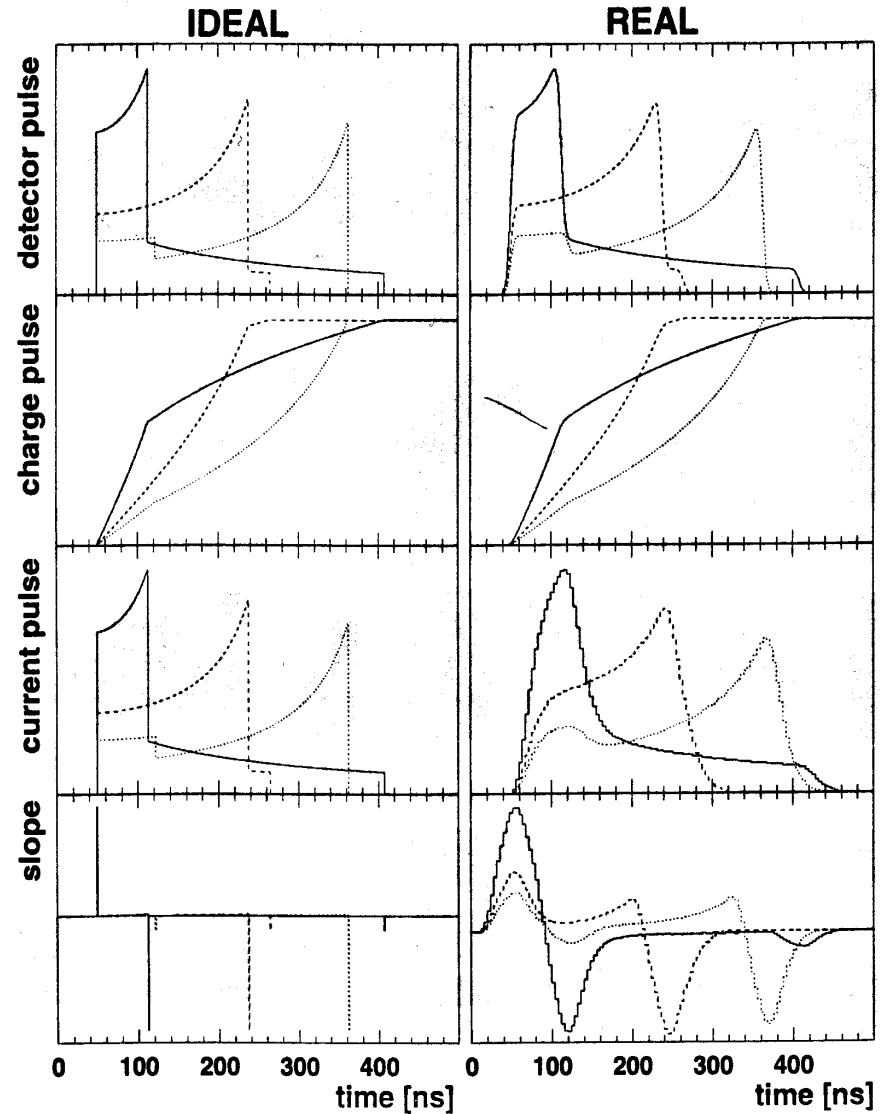 IDEAL
REAL
detector pulse
charge pulse
current pulse
slope
0 100 200 300 400
0 100 200 300 400
time [ns]
time [ns]